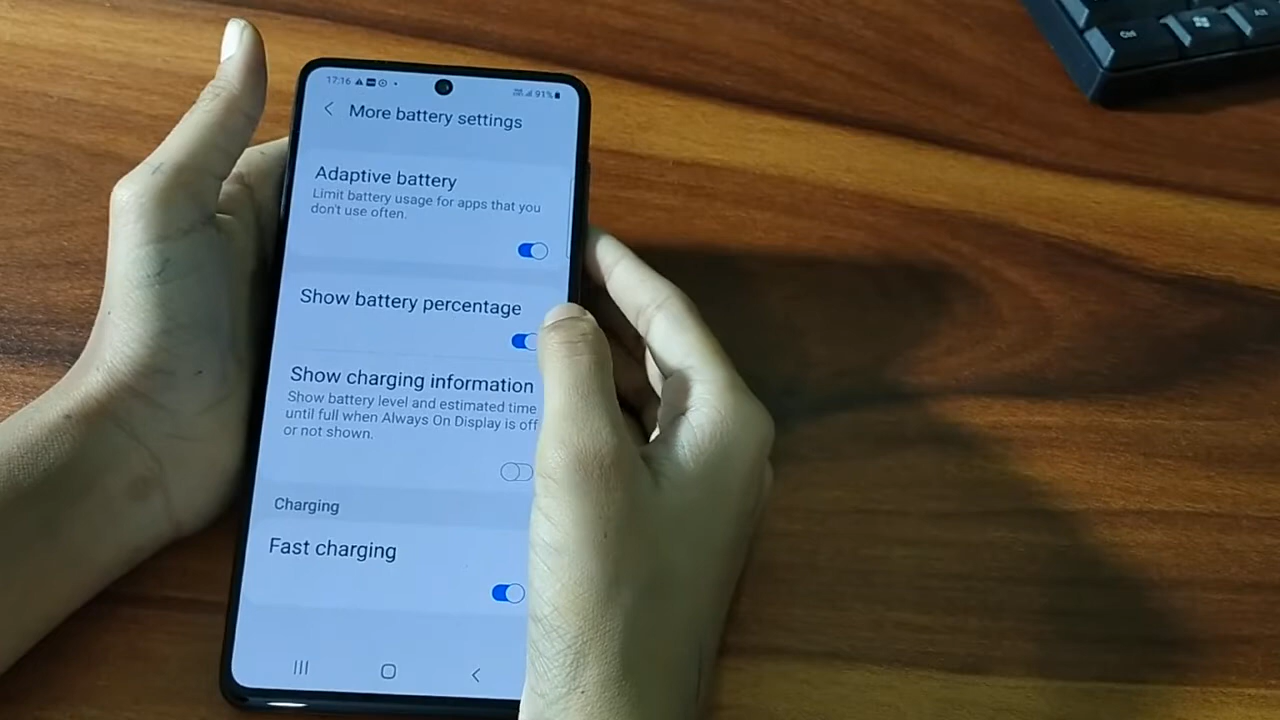 17:16
91%
More battery settings
Adaptive battery
Limit battery usage for apps that you
don't use often.
Show battery percentage
Show charging information
Show battery level and estimated time
until full when Always On Display is off
or not shown.
Charging
Fast charging
Ctrl
Alt